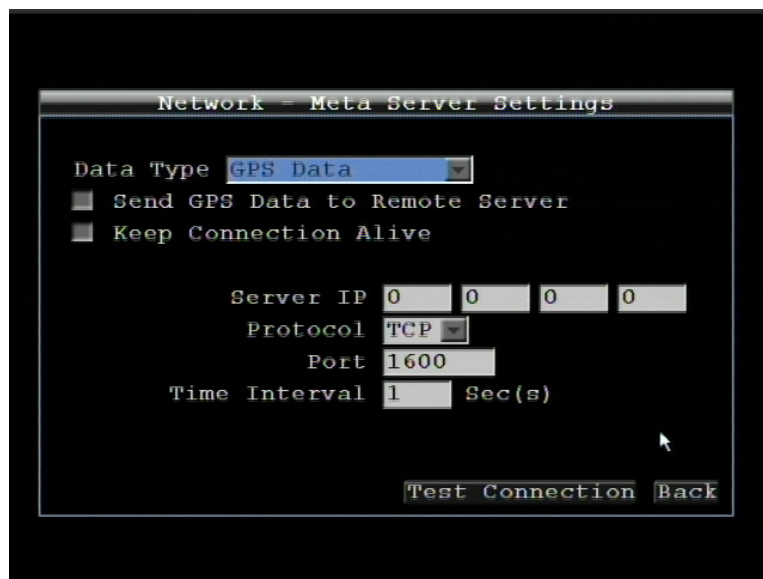 Network - Meta Server Settings
Data Type GPS Data
Send GPS Data to Remote Server
Keep Connection Alive
Server IP 0 0 0 0
Protocol TCP
Port 1600
Time Interval 1 Sec(s)
Test Connection Back